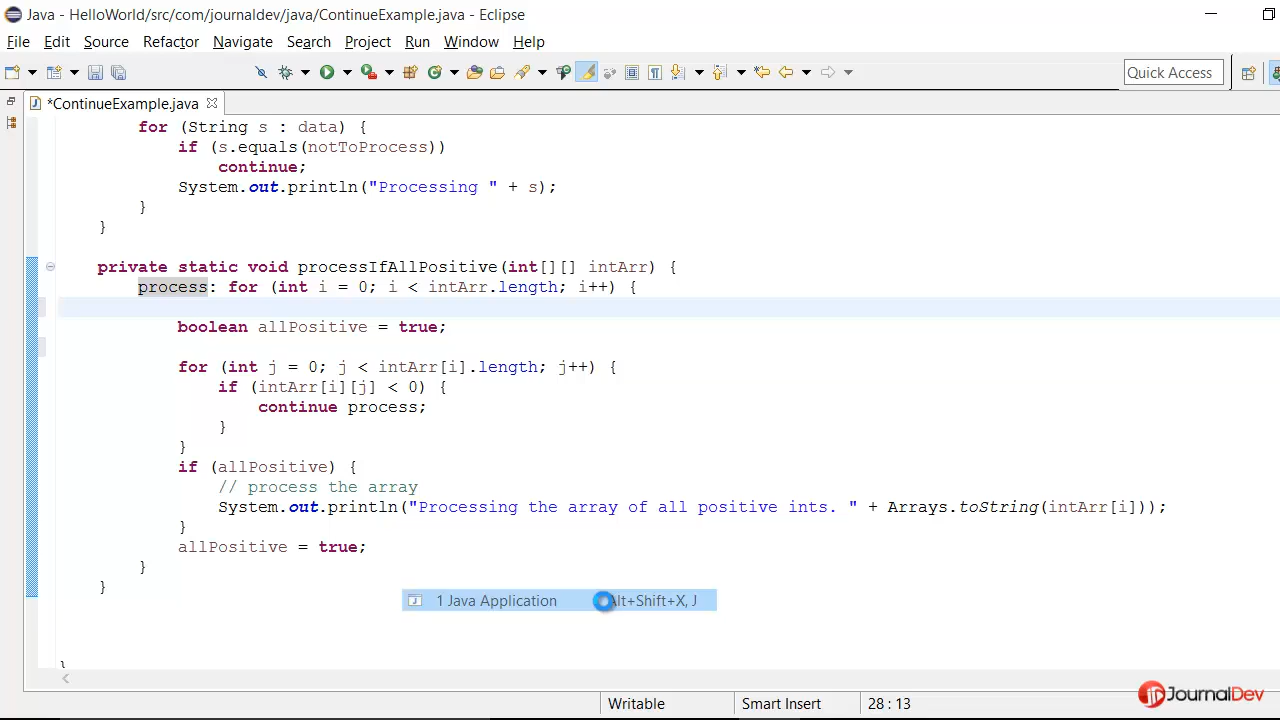 Java - HelloWorld/src/com/journaldev/java/ContinueExample.java - Eclipse
File Edit Source Refactor Navigate Search Project Run Window Help
Quick Access
*ContinueExample.java
for (String s : data) {
if (s.equals(notToProcess))
continue;
System.out.println("Processing " + s);
}
}
private static void processIfAllPositive(int[][] intArr) {
process: for (int i = 0; i < intArr.length; i++) {
boolean allPositive = true;
for (int j = 0; j < intArr[i].length; j++) {
if (intArr[i][j] < 0) {
continue process;
}
}
if (allPositive) {
// process the array
System.out.println("Processing the array of all positive ints. " + Arrays.toString(intArr[i]));
}
allPositive = true;
}
}
1 Java Application Alt+Shift+X, J
}
JournalDev
Writable Smart Insert 28 : 13